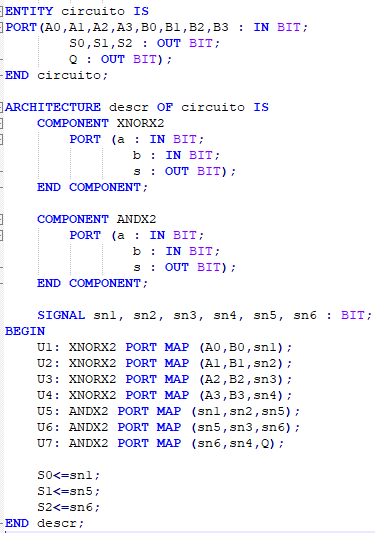 ENTITY circuito IS
PORT(A0,A1,A2,A3,B0,B1,B2,B3 : IN BIT;
S0,S1,S2 : OUT BIT;
Q : OUT BIT);
END circuito;
ARCHITECTURE descr OF circuito IS
COMPONENT XNORX2
PORT (a : IN BIT;
b : IN BIT;
s : OUT BIT);
END COMPONENT;
COMPONENT ANDX2
PORT (a : IN BIT;
b : IN BIT;
s : OUT BIT);
END COMPONENT;
SIGNAL sn1, sn2, sn3, sn4, sn5, sn6 : BIT;
BEGIN
U1: XNORX2 PORT MAP (A0,B0,sn1);
U2: XNORX2 PORT MAP (A1,B1,sn2);
U3: XNORX2 PORT MAP (A2,B2,sn3);
U4: XNORX2 PORT MAP (A3,B3,sn4);
U5: ANDX2 PORT MAP (sn1,sn2,sn5);
U6: ANDX2 PORT MAP (sn5,sn3,sn6);
U7: ANDX2 PORT MAP (sn6,sn4,Q);
S0<=sn1;
S1<=sn5;
S2<=sn6;
END descr;